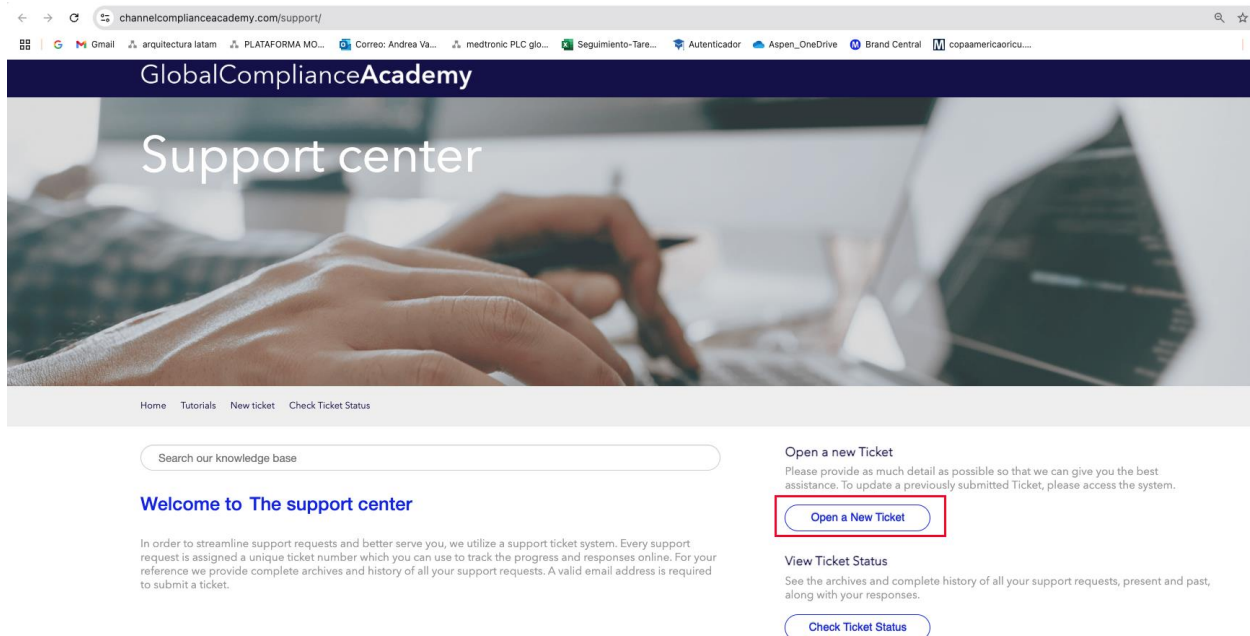 channelcomplianceacademy.com/support/
Gmail arquitectura latam PLATAFORMA MO... Correo: Andrea Va... medtronic PLC glo... Seguimiento-Tare... Autenticador Aspen_OneDrive Brand Central copaamericaoricu....
GlobalComplianceAcademy
Support center
Home Tutorials New ticket Check Ticket Status
Search our knowledge base
Welcome to The support center
In order to streamline support requests and better serve you, we utilize a support ticket system. Every support
request is assigned a unique ticket number which you can use to track the progress and responses online. For your
reference we provide complete archives and history of all your support requests. A valid email address is required
to submit a ticket.
Open a new Ticket
Please provide as much detail as possible so that we can give you the best
assistance. To update a previously submitted Ticket, please access the system.
Open a New Ticket
View Ticket Status
See the archives and complete history of all your support requests, present and past,
along with your responses.
Check Ticket Status